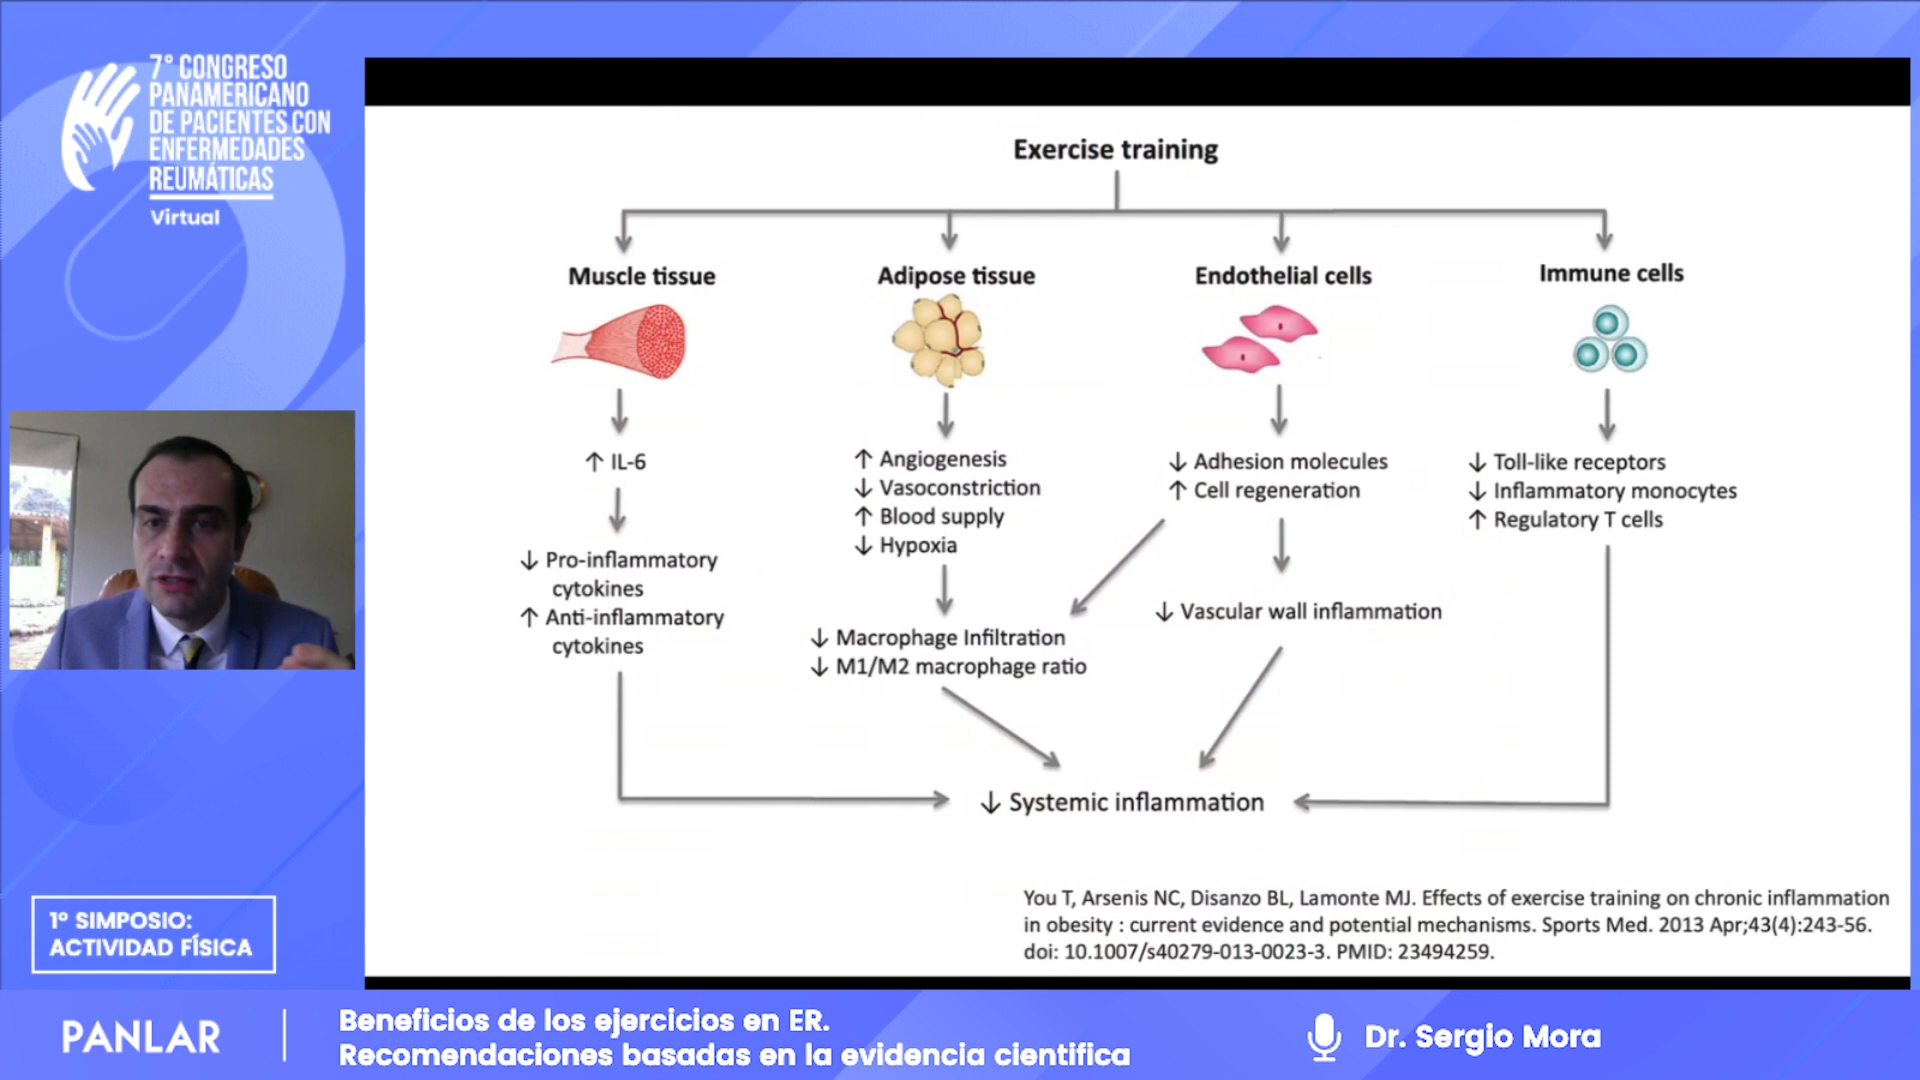 7° CONGRESO
PANAMERICANO
DE PACIENTES CON
ENFERMEDADES
REUMÁTICAS
Virtual
Exercise training
Muscle tissue
Adipose tissue
Endothelial cells
Immune cells
↑ IL-6
↓ Pro-inflammatory
cytokines
↑ Anti-inflammatory
cytokines
↑ Angiogenesis
↓ Vasoconstriction
↑ Blood supply
↓ Hypoxia
↓ Macrophage Infiltration
↓ M1/M2 macrophage ratio
↓ Adhesion molecules
↑ Cell regeneration
↓ Vascular wall inflammation
↓ Toll-like receptors
↓ Inflammatory monocytes
↑ Regulatory T cells
↓ Systemic inflammation
You T, Arsenis NC, Disanzo BL, Lamonte MJ. Effects of exercise training on chronic inflammation
in obesity : current evidence and potential mechanisms. Sports Med. 2013 Apr;43(4):243-56.
doi: 10.1007/s40279-013-0023-3. PMID: 23494259.
1º SIMPOSIO:
ACTIVIDAD FÍSICA
PANLAR
Beneficios de los ejercicios en ER.
Recomendaciones basadas en la evidencia cientifica
Dr. Sergio Mora